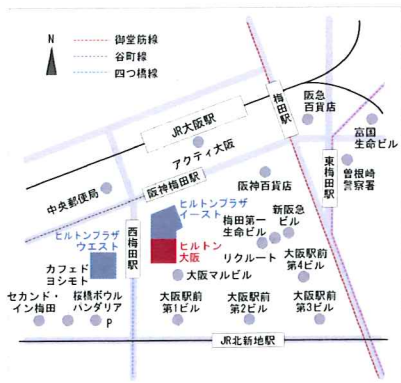 N
御堂筋線
谷町線
四つ橋線
梅田駅
阪急
百貨店
JR大阪駅
富国
生命ビル
アクティ大阪
東梅田駅
曽根崎
警察署
阪神梅田駅
中央郵便局
阪神百貨店
ヒルトンプラザ
イースト
梅田第一
生命ビル
新阪急
ビル
西梅田駅
ヒルトンプラザ
ウエスト
ヒルトン
大阪
リクルート
大阪駅前
第4ビル
カフェド
ヨシモト
大阪マルビル
セカンド・
イン梅田
桜橋ボウル
パンダリア
P
大阪駅前
第1ビル
大阪駅前
第2ビル
大阪駅前
第3ビル
JR北新地駅